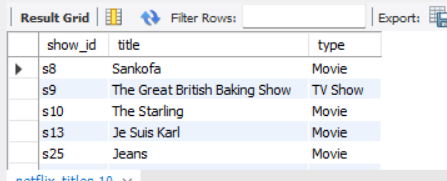 Result Grid Filter Rows: Export:
show_id title type
s8 Sankofa Movie
s9 The Great British Baking Show TV Show
s10 The Starling Movie
s13 Je Suis Karl Movie
s25 Jeans Movie
netflix_titles 10